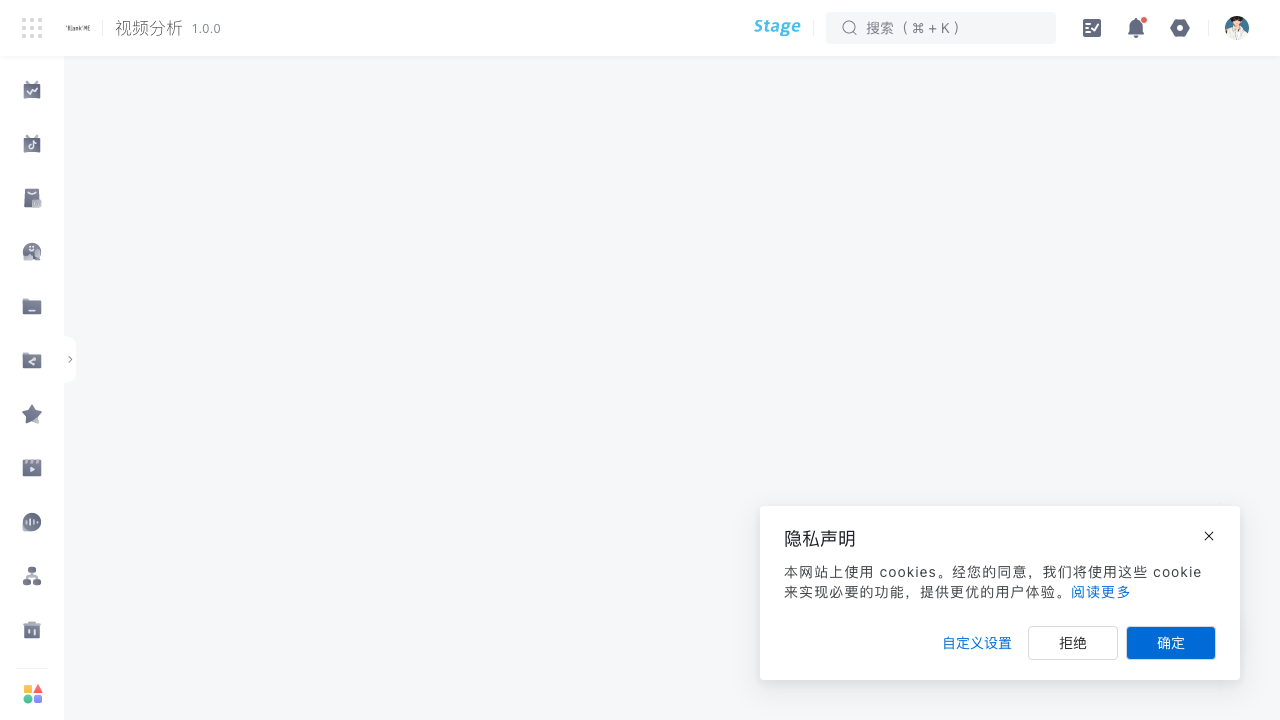 'Blank'ME
视频分析 1.0.0
Stage
搜索（⌘ + K ）
隐私声明
本网站上使用 cookies。经您的同意，我们将使用这些 cookie
来实现必要的功能，提供更优的用户体验。阅读更多
自定义设置
拒绝
确定